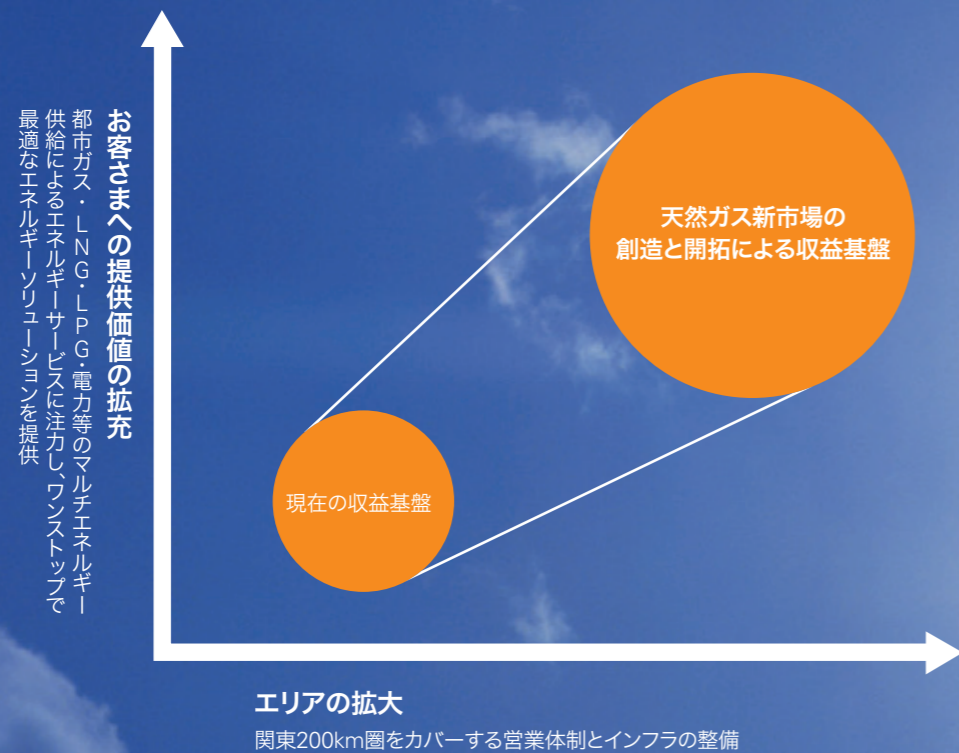 お客さまへの提供価値の拡充
都市ガス・LNG・LPG・電力等のマルチエネルギー
供給によるエネルギーサービスに注力し、ワンストップで
最適なエネルギーソリューションを提供
天然ガス新市場の
創造と開拓による収益基盤
現在の収益基盤
エリアの拡大
関東200km圏をカバーする営業体制とインフラの整備